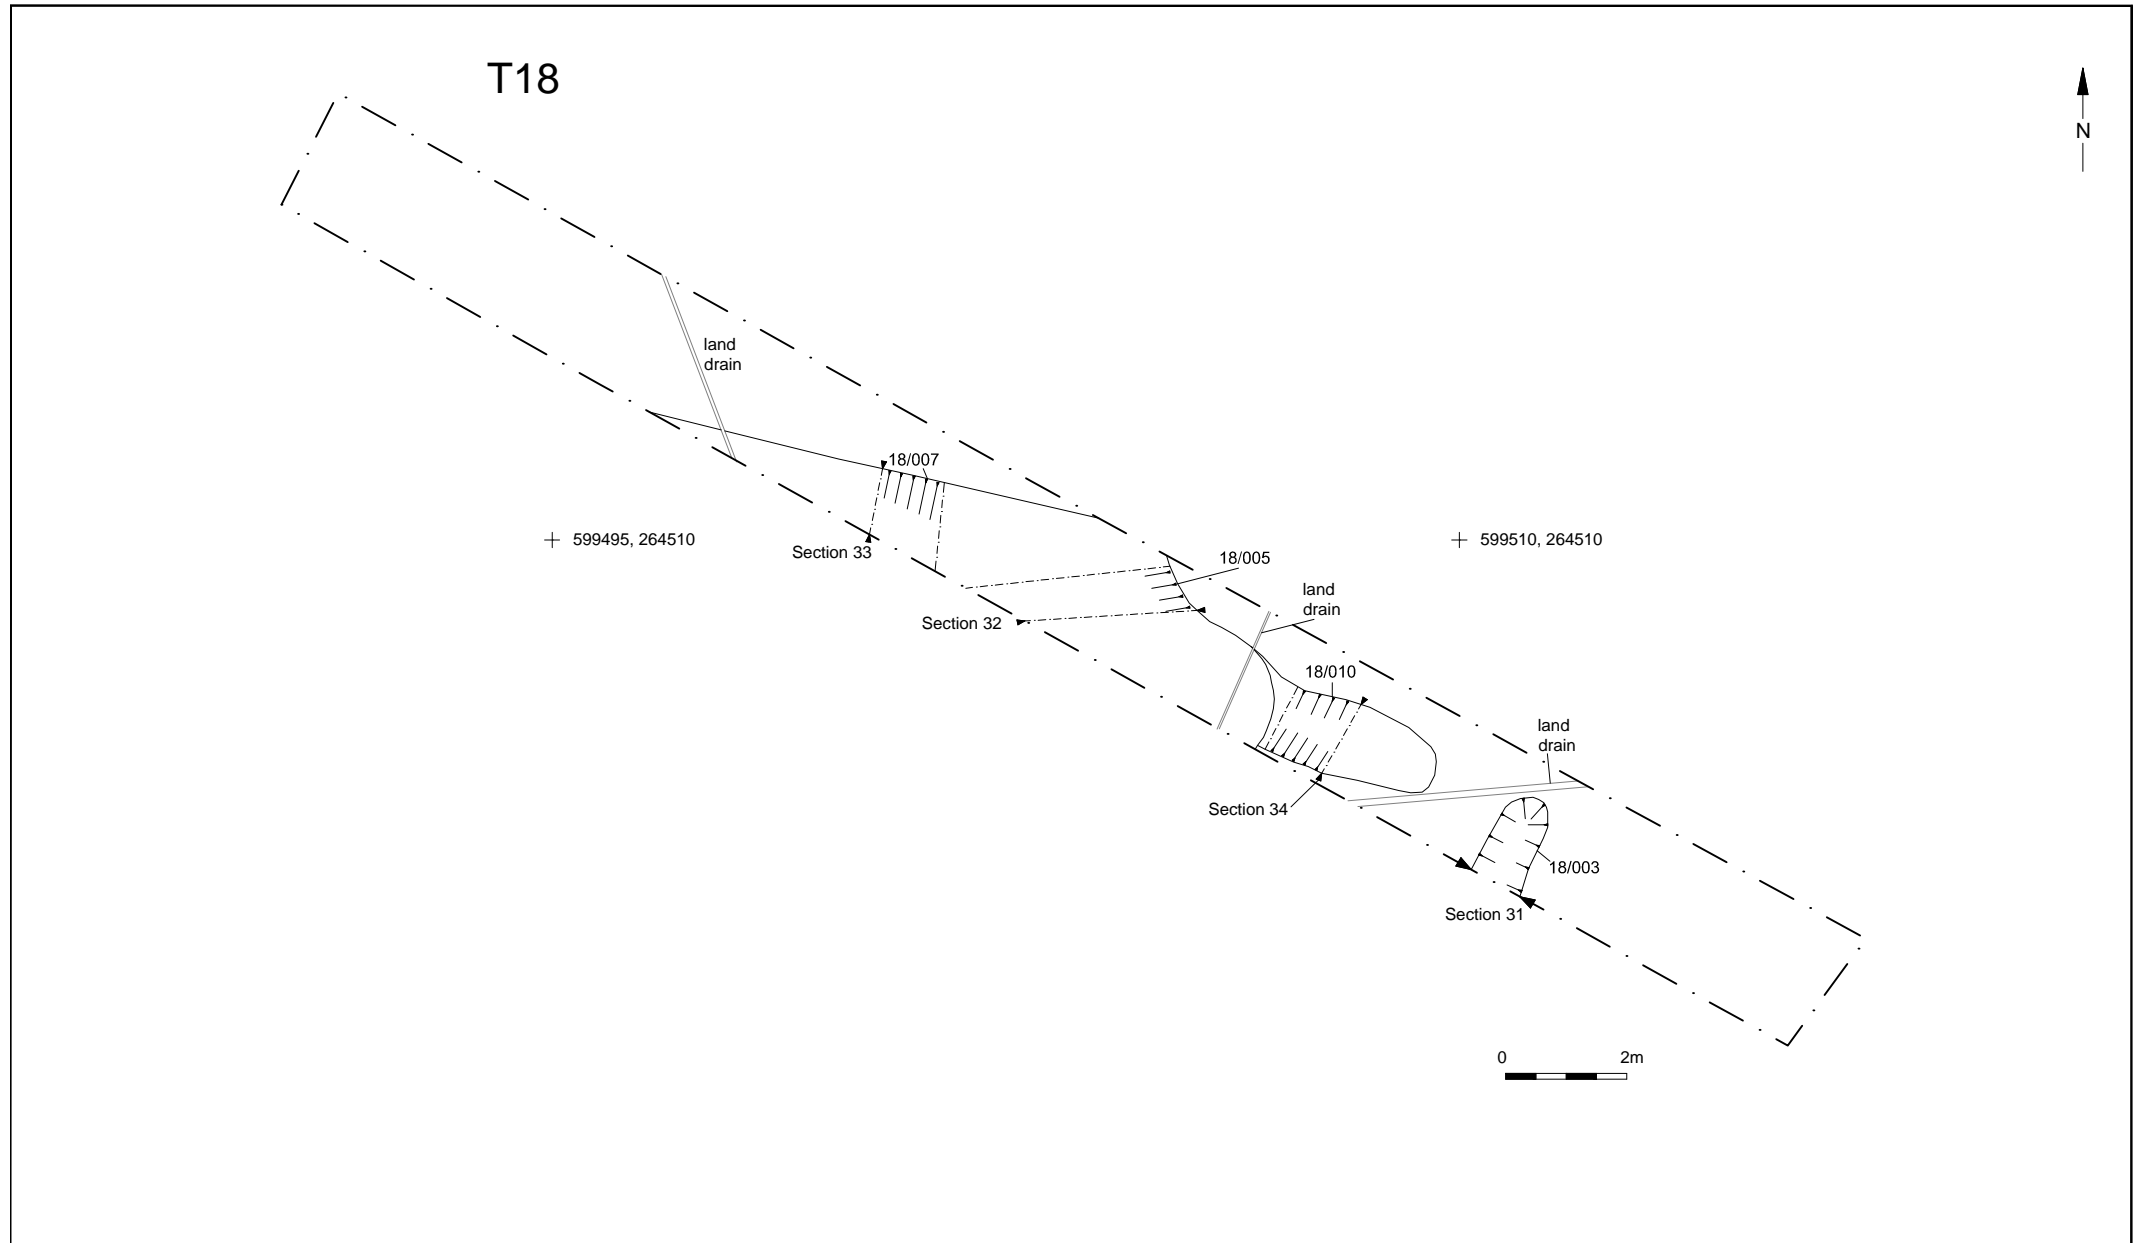 T18
N
land
drain
18/007
599495, 264510
599510, 264510
Section 33
18/005
land
drain
Section 32
18/010
land
drain
Section 34
18/003
Section 31
0 2m